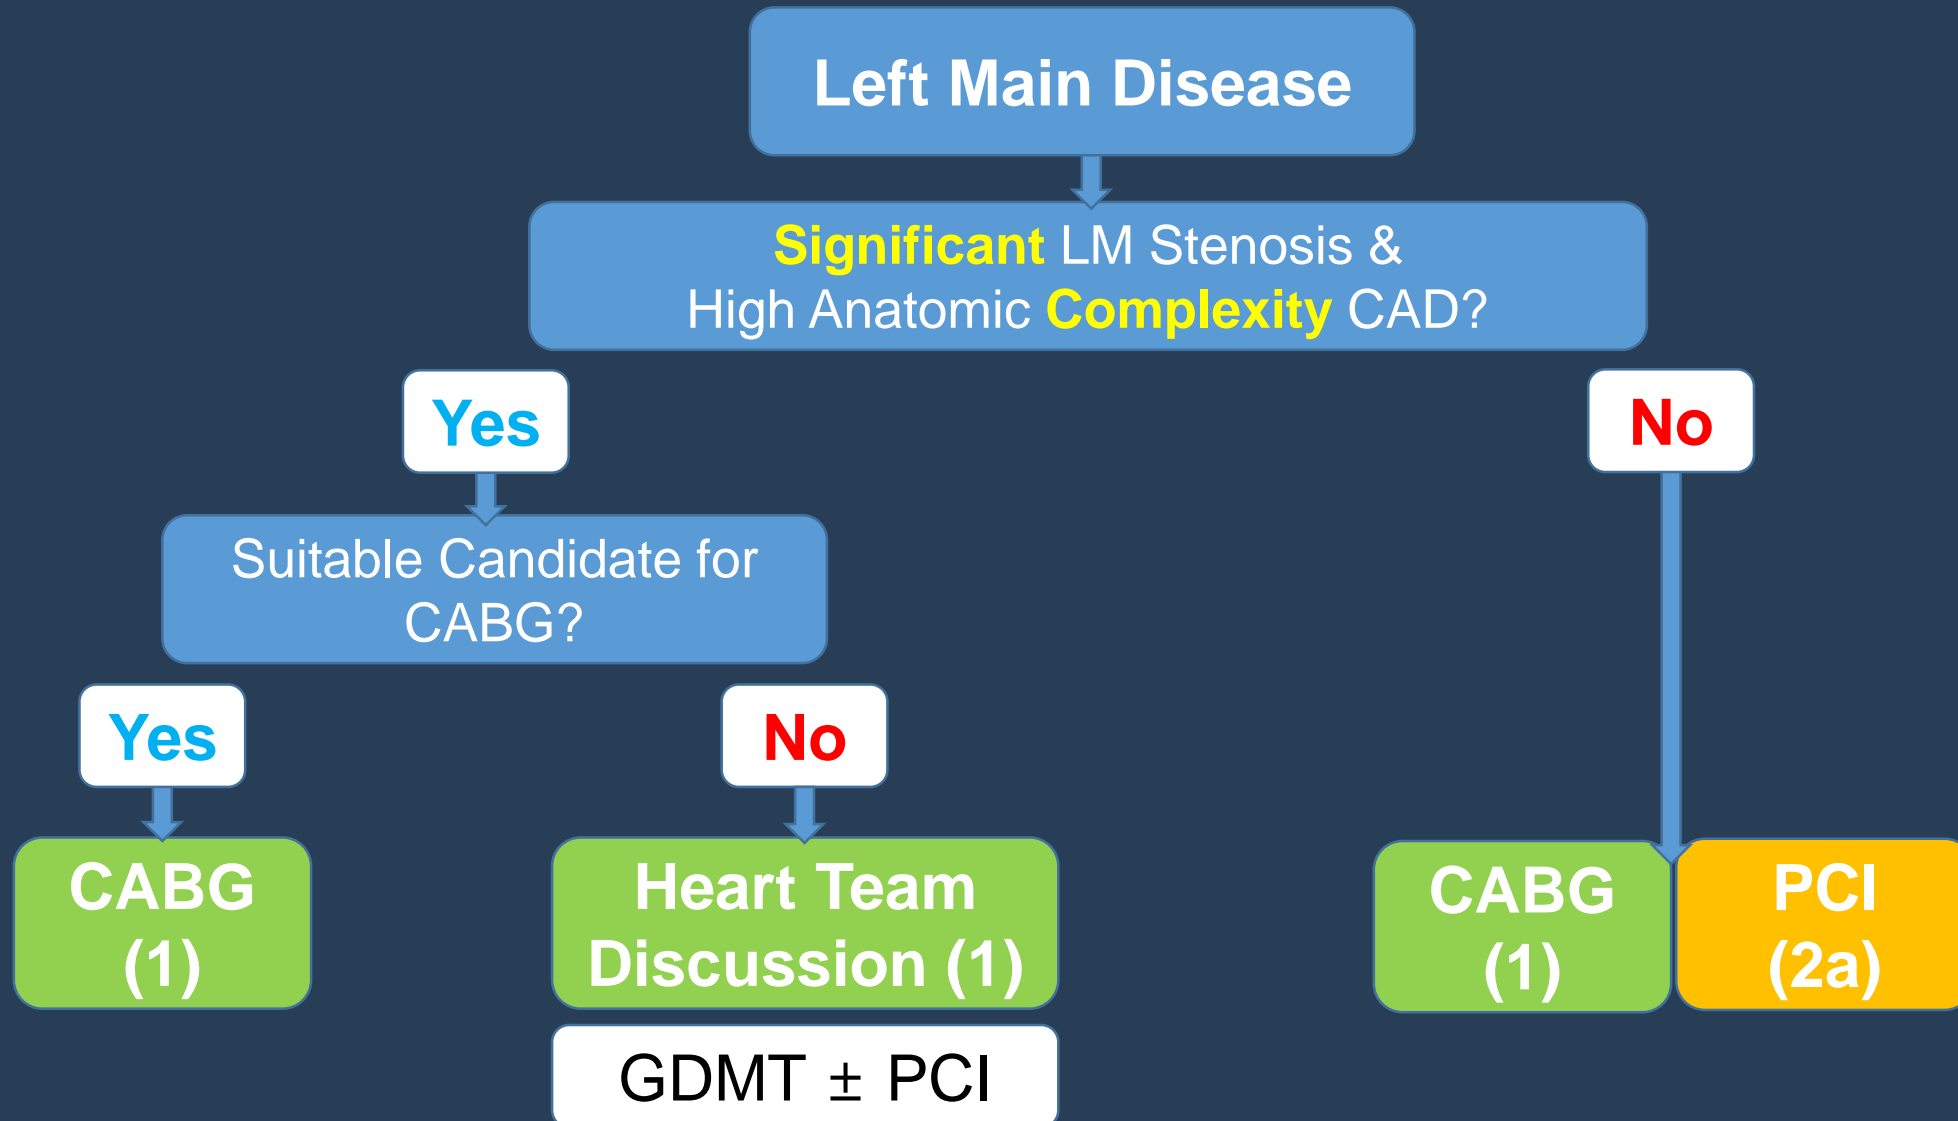 Left Main Disease
Significant LM Stenosis &
High Anatomic Complexity CAD?
Yes
No
Suitable Candidate for
CABG?
Yes
No
CABG
(1)
Heart Team
Discussion (1)
GDMT ± PCI
CABG
(1)
PCI
(2a)